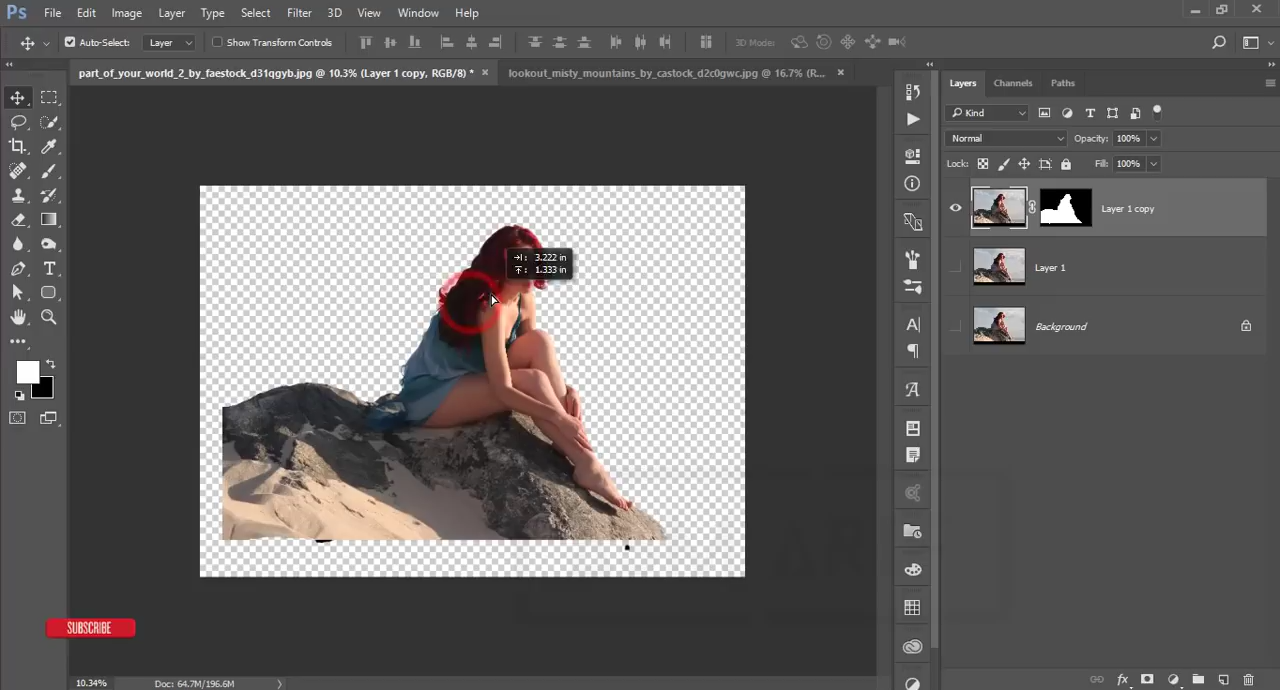 Ps File Edit Image Layer Type Select Filter 3D View Window Help
Auto-Select: Layer Show Transform Controls 3D Mode:
part_of_your_world_2_by_faestock_d31qgyb.jpg @ 10.3% (Layer 1 copy, RGB/8) * × lookout_misty_mountains_by_castock_d2c0gwc.jpg @ 16.7% (R... ×
Layers Channels Paths
Kind
Normal Opacity: 100%
Lock: Fill: 100%
Layer 1 copy
3.222 in
1.333 in
Layer 1
Background
SUBSCRIBE
10.34% Doc: 64.7M/196.6M